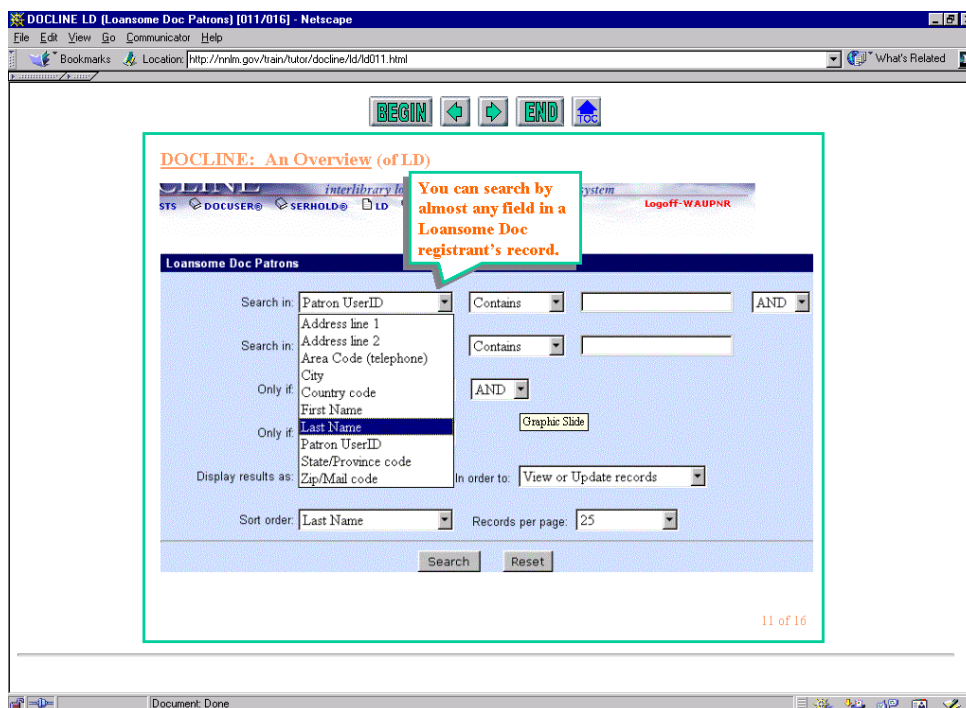 DOCLINE LD (Loansome Doc Patrons) [011/016] - Netscape
File Edit View Go Communicator Help
Bookmarks Location: http://nnlm.gov/train/tutor/docline/ld/ld011.html What's Related
BEGIN END TOC
DOCLINE: An Overview (of LD)
interlibrary system
STS DOCUSER® SERHOLD® LD Logoff-WAUPNR
You can search by
almost any field in a
Loansome Doc
registrant's record.
Loansome Doc Patrons
Search in: Patron UserID Contains AND
Address line 1
Address line 2
Search in: Contains
Area Code (telephone)
City
Only if: Country code AND
First Name
Last Name Graphic Slide
Only if:
Patron UserID
State/Province code
Display results as: Zip/Mail code In order to: View or Update records
Sort order: Last Name Records per page: 25
Search Reset
11 of 16
Document: Done